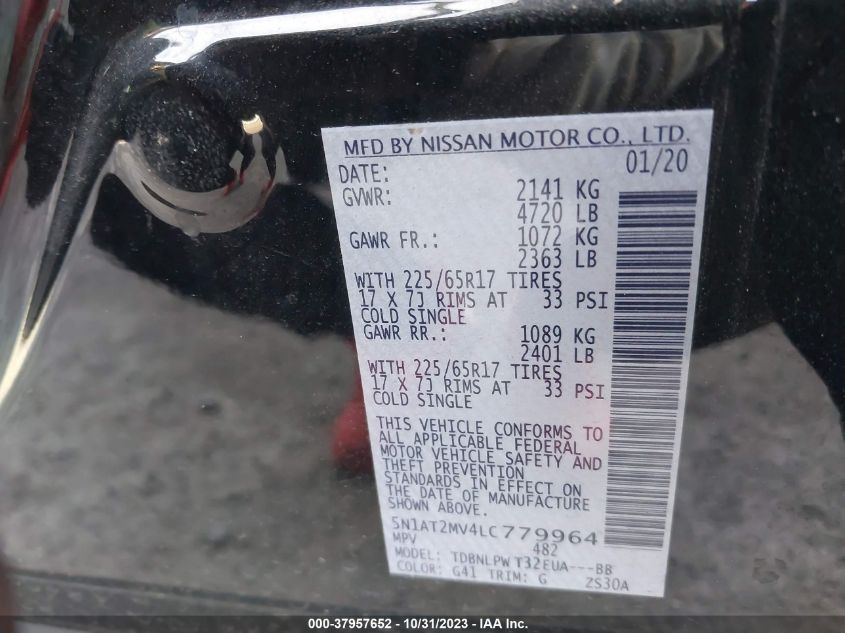 MFD BY NISSAN MOTOR CO., LTD.
DATE: 01/20
GVWR: 2141 KG
4720 LB
GAWR FR.: 1072 KG
2363 LB
WITH 225/65R17 TIRES
17 X 7J RIMS AT 33 PSI
COLD SINGLE
GAWR RR.: 1089 KG
2401 LB
WITH 225/65R17 TIRES
17 X 7J RIMS AT 33 PSI
COLD SINGLE
THIS VEHICLE CONFORMS TO
ALL APPLICABLE FEDERAL
MOTOR VEHICLE SAFETY AND
THEFT PREVENTION
STANDARDS IN EFFECT ON
THE DATE OF MANUFACTURE
SHOWN ABOVE.
5N1AT2MV4LC779964
MPV 482
MODEL: TDBNLPW T32EUA---BB
COLOR: G41 TRIM: G ZS30A
000-37957652 - 10/31/2023 - ©IAA, Inc.